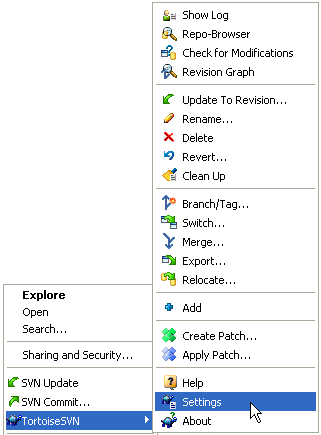 Show Log
Repo-Browser
Check for Modifications
Revision Graph
Update To Revision...
Rename...
Delete
Revert...
Clean Up
Branch/Tag...
Switch...
Merge...
Export...
Relocate...
Add
Create Patch...
Apply Patch...
Help
Settings
About
Explore
Open
Search...
Sharing and Security...
SVN Update
SVN Commit...
TortoiseSVN